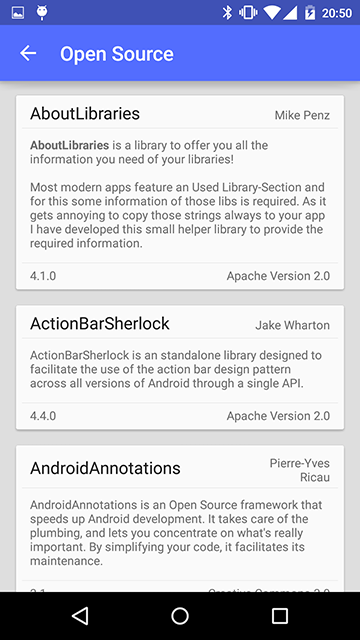 20:50
Open Source
AboutLibraries
Mike Penz
AboutLibraries is a library to offer you all the
information you need of your libraries!
Most modern apps feature an Used Library-Section and
for this some information of those libs is required. As it
gets annoying to copy those strings always to your app
I have developed this small helper library to provide the
required information.
4.1.0
Apache Version 2.0
ActionBarSherlock
Jake Wharton
ActionBarSherlock is an standalone library designed to
facilitate the use of the action bar design pattern
across all versions of Android through a single API.
4.4.0
Apache Version 2.0
AndroidAnnotations
Pierre-Yves
Ricau
AndroidAnnotations is an Open Source framework that
speeds up Android development. It takes care of the
plumbing, and lets you concentrate on what's really
important. By simplifying your code, it facilitates its
maintenance.